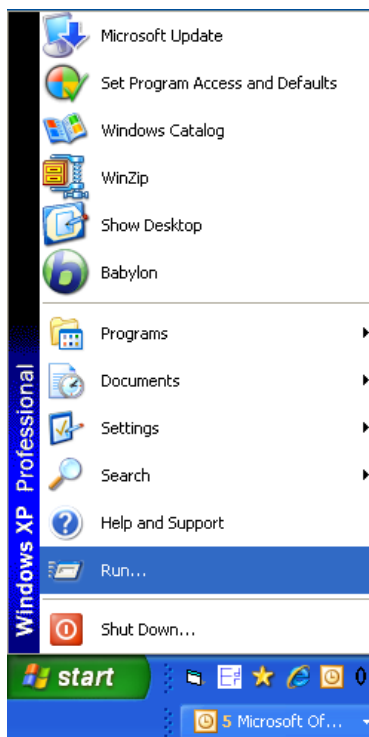 Microsoft Update
Set Program Access and Defaults
Windows Catalog
WinZip
Show Desktop
Babylon
Programs
Documents
Settings
Search
Help and Support
Run...
Shut Down...
Windows XP Professional
start
5 Microsoft Of...